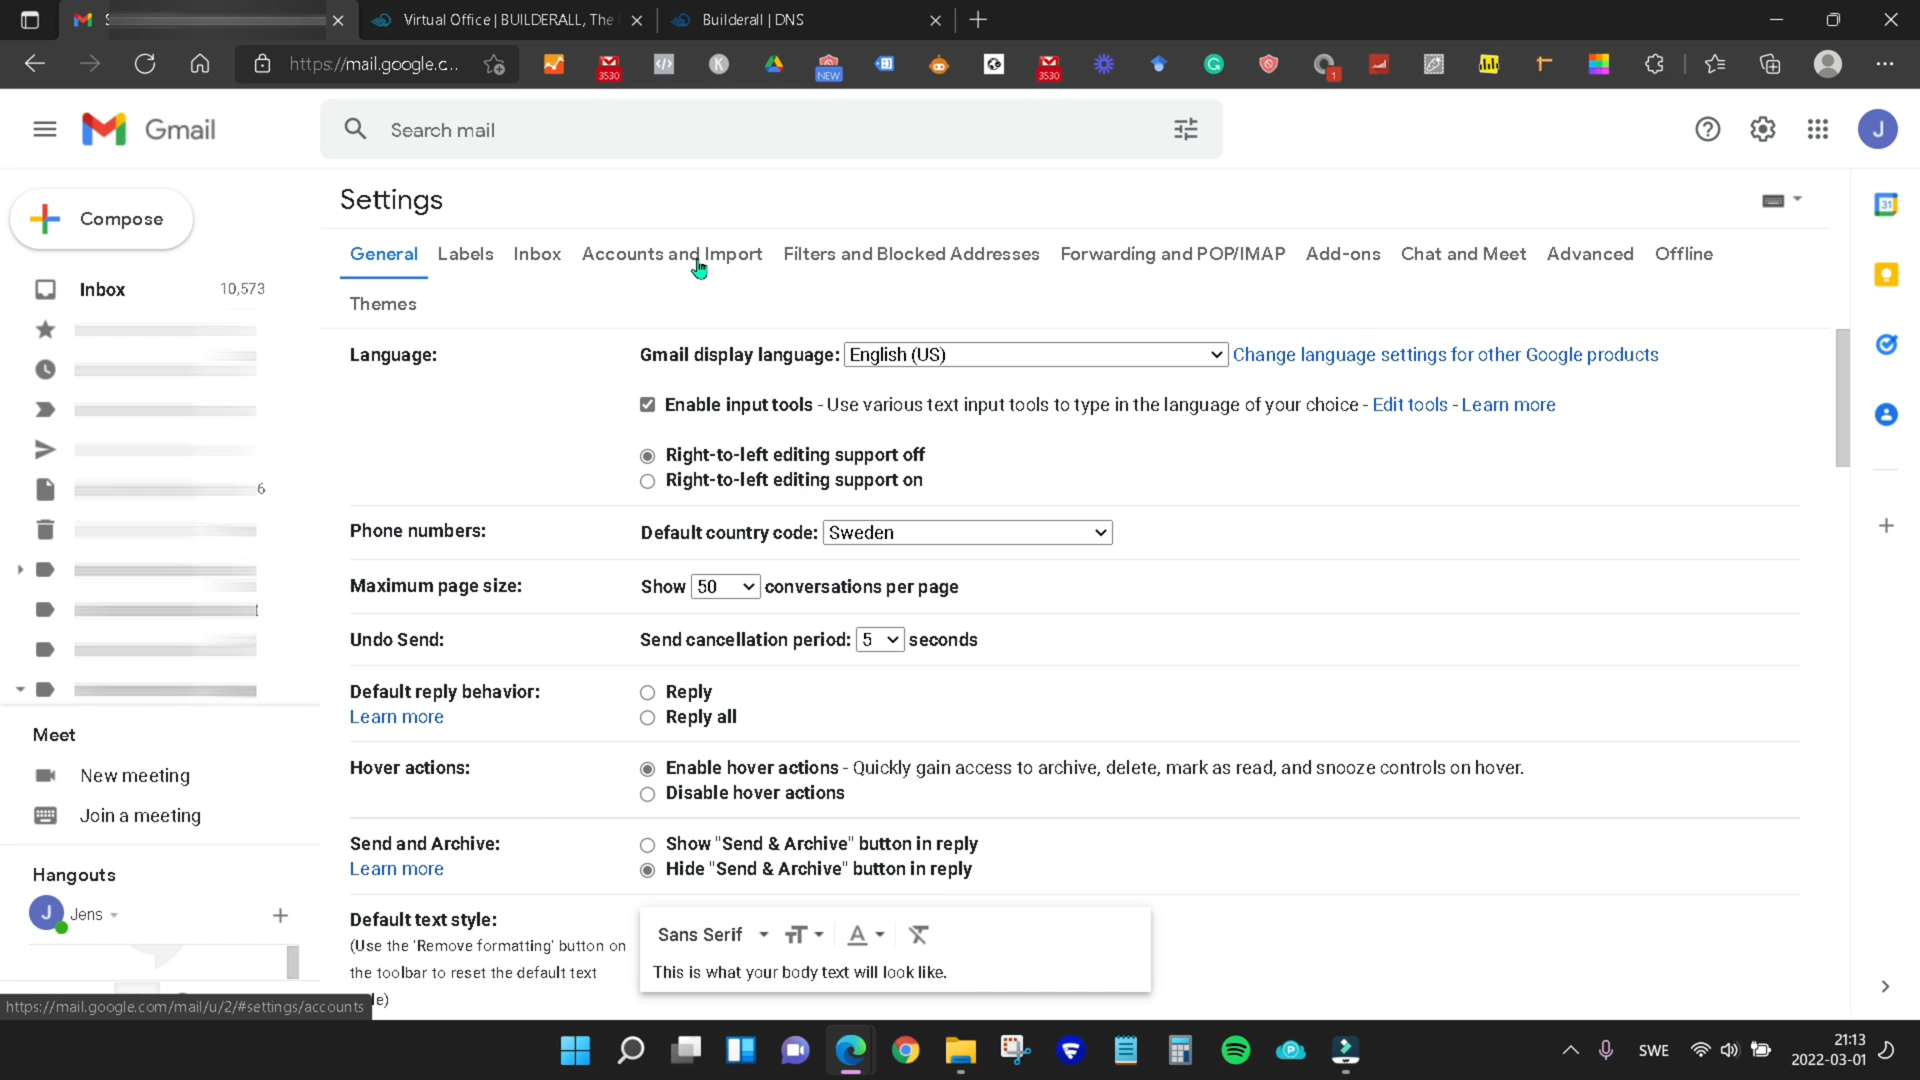 Virtual Office | BUILDERALL, The
Builderall | DNS
https://mail.google.c...
3530
NEW
31
3530
1
Gmail
Search mail
J
Compose
Settings
General Labels Inbox Accounts and Import Filters and Blocked Addresses Forwarding and POP/IMAP Add-ons Chat and Meet Advanced Offline
Themes
31
Inbox 10,573
6
Language:
Gmail display language: English (US) Change language settings for other Google products
Enable input tools - Use various text input tools to type in the language of your choice - Edit tools - Learn more
Right-to-left editing support off
Right-to-left editing support on
Phone numbers:
Default country code: Sweden
Maximum page size:
Show 50 conversations per page
Undo Send:
Send cancellation period: 5 seconds
Default reply behavior:
Learn more
Reply
Reply all
Hover actions:
Enable hover actions - Quickly gain access to archive, delete, mark as read, and snooze controls on hover.
Disable hover actions
Send and Archive:
Learn more
Show "Send & Archive" button in reply
Hide "Send & Archive" button in reply
Default text style:
(Use the 'Remove formatting' button on
the toolbar to reset the default text
le)
Sans Serif
This is what your body text will look like.
Meet
New meeting
Join a meeting
Hangouts
J Jens
https://mail.google.com/mail/u/2/#settings/accounts
SWE
21:13
2022-03-01